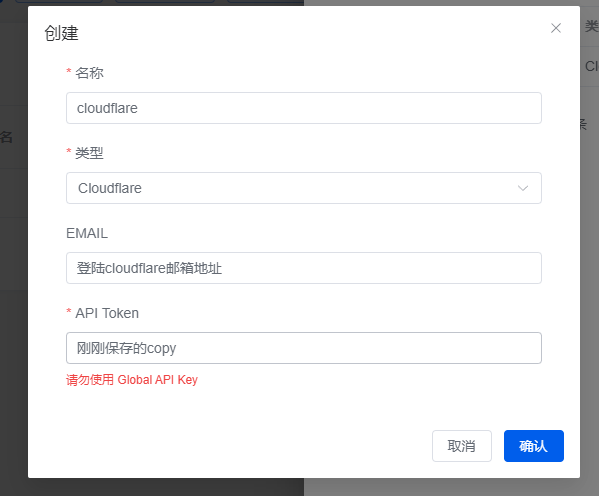 创建
* 名称
cloudflare
* 类型
Cloudflare
EMAIL
登陆cloudflare邮箱地址
* API Token
刚刚保存的copy
请勿使用 Global API Key
取消
确认
名
类
Cl
条